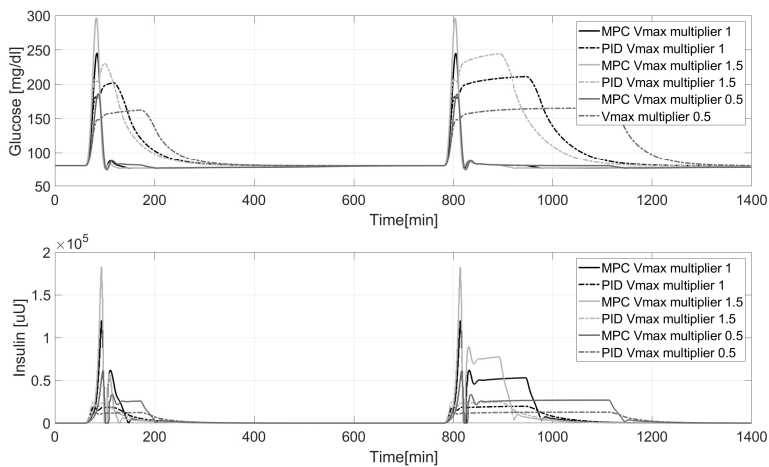 300
250
200
150
100
50
Glucose [mg/dl]
MPC Vmax multiplier 1
PID Vmax multiplier 1
MPC Vmax multiplier 1.5
PID Vmax multiplier 1.5
MPC Vmax multiplier 0.5
Vmax multiplier 0.5
0 200 400 600 800 1000 1200 1400
Time[min]
×10⁵
2
1.5
1
0.5
0
Insulin [uU]
MPC Vmax multiplier 1
PID Vmax multiplier 1
MPC Vmax multiplier 1.5
PID Vmax multiplier 1.5
MPC Vmax multiplier 0.5
PID Vmax multiplier 0.5
0 200 400 600 800 1000 1200 1400
Time[min]